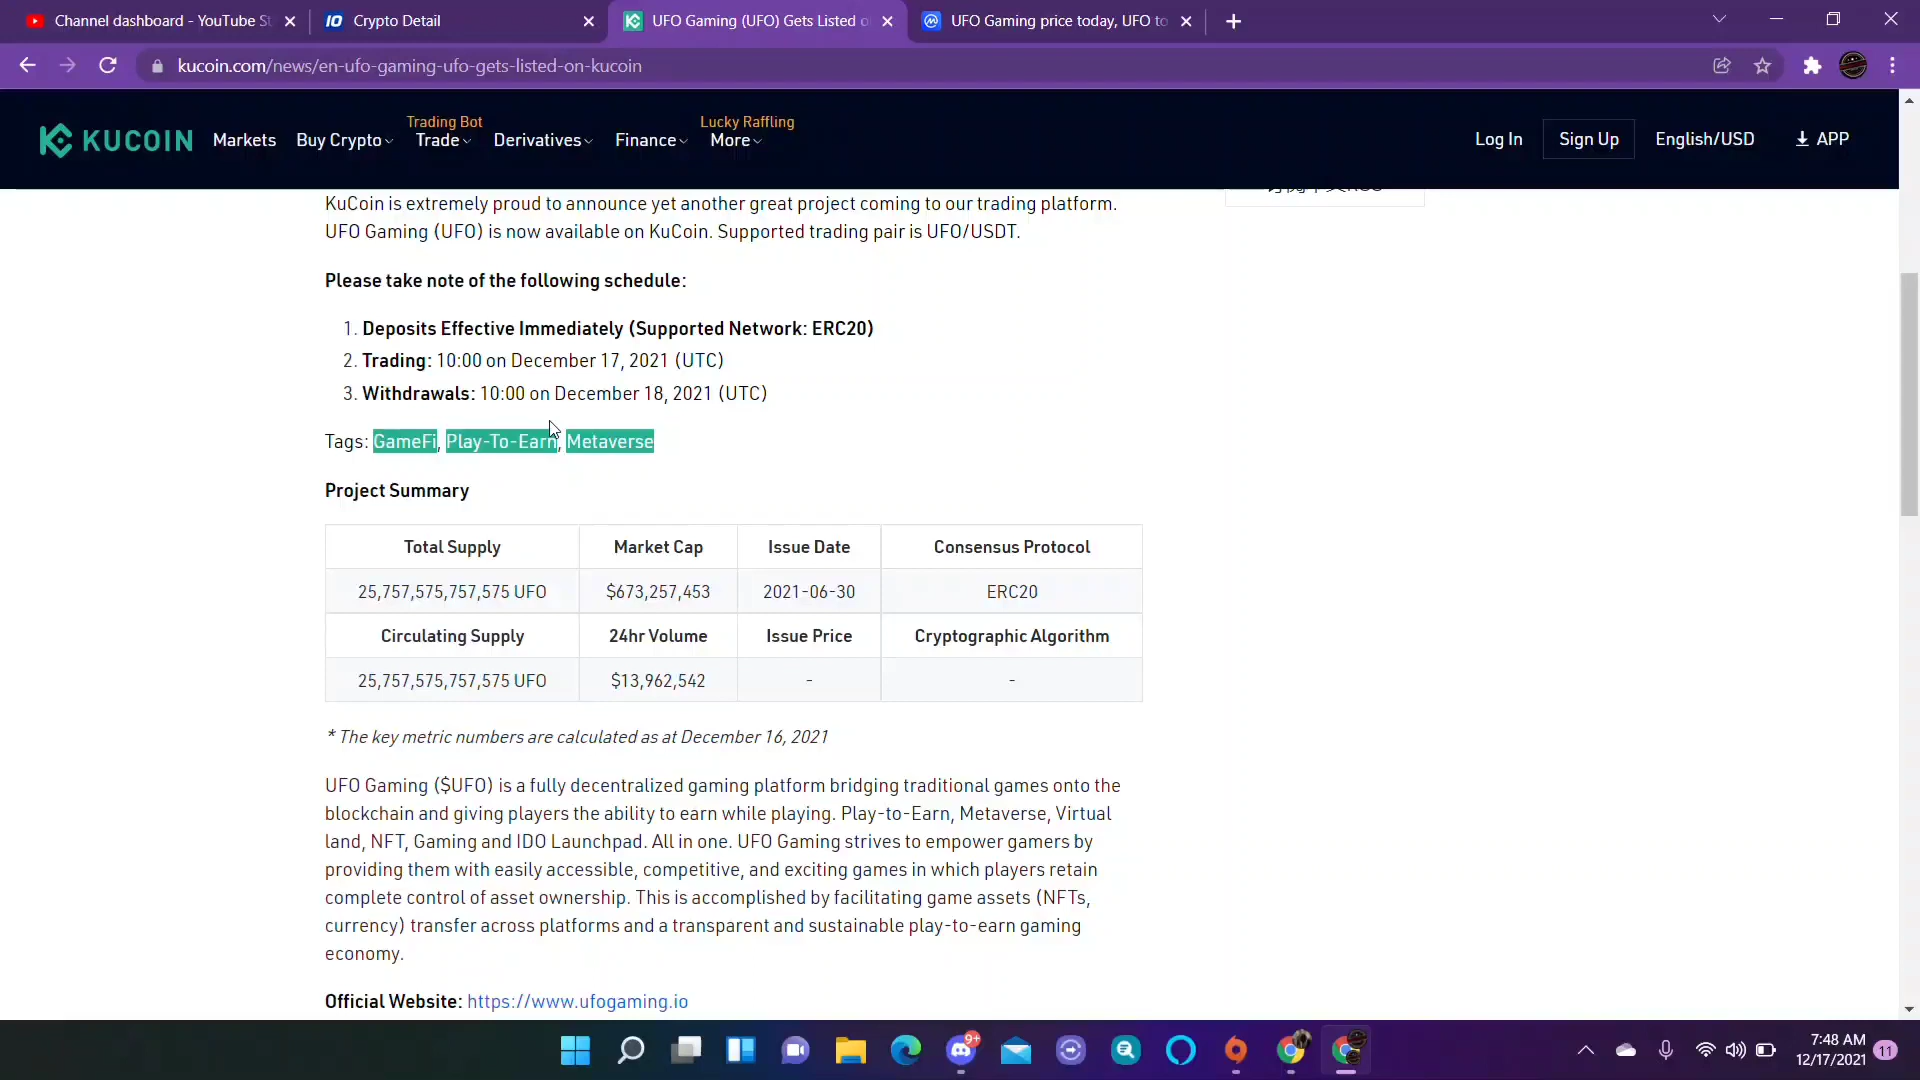 Channel dashboard - YouTube St
Crypto Detail
UFO Gaming (UFO) Gets Listed o
UFO Gaming price today, UFO to
kucoin.com/news/en-ufo-gaming-ufo-gets-listed-on-kucoin
Trading Bot
Lucky Raffling
KUCOIN Markets Buy Crypto Trade Derivatives Finance More Log In Sign Up English/USD APP
KuCoin is extremely proud to announce yet another great project coming to our trading platform.
UFO Gaming (UFO) is now available on KuCoin. Supported trading pair is UFO/USDT.
Please take note of the following schedule:
1. Deposits Effective Immediately (Supported Network: ERC20)
2. Trading: 10:00 on December 17, 2021 (UTC)
3. Withdrawals: 10:00 on December 18, 2021 (UTC)
Tags: GameFi, Play-To-Earn, Metaverse
Project Summary
Total Supply Market Cap Issue Date Consensus Protocol
25,757,575,757,575 UFO $673,257,453 2021-06-30 ERC20
Circulating Supply 24hr Volume Issue Price Cryptographic Algorithm
25,757,575,757,575 UFO $13,962,542 - -
* The key metric numbers are calculated as at December 16, 2021
UFO Gaming ($UFO) is a fully decentralized gaming platform bridging traditional games onto the
blockchain and giving players the ability to earn while playing. Play-to-Earn, Metaverse, Virtual
land, NFT, Gaming and IDO Launchpad. All in one. UFO Gaming strives to empower gamers by
providing them with easily accessible, competitive, and exciting games in which players retain
complete control of asset ownership. This is accomplished by facilitating game assets (NFTs,
currency) transfer across platforms and a transparent and sustainable play-to-earn gaming
economy.
Official Website: https://www.ufogaming.io
9+
7:48 AM
12/17/2021
11